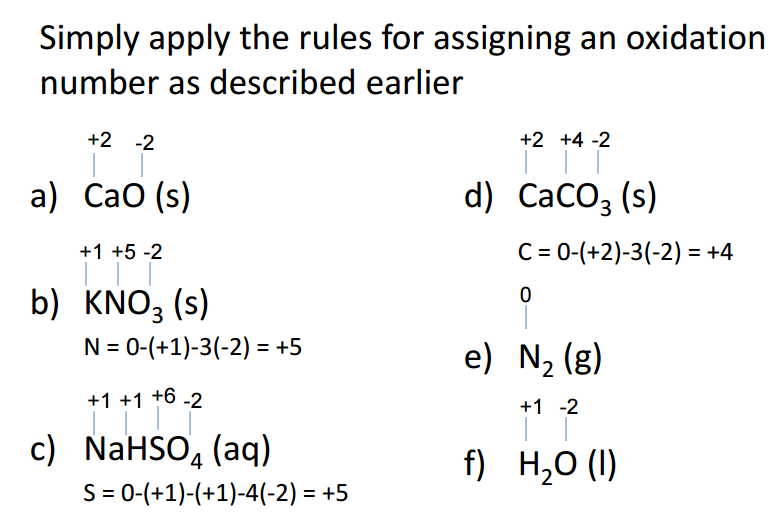 Simply apply the rules for assigning an oxidation
number as described earlier
+2 -2
a) CaO (s)
+1 +5 -2
b) KNO₃ (s)
N = 0-(+1)-3(-2) = +5
+1 +1 +6 -2
c) NaHSO₄ (aq)
S = 0-(+1)-(+1)-4(-2) = +5
+2 +4 -2
d) CaCO₃ (s)
C = 0-(+2)-3(-2) = +4
0
e) N₂ (g)
+1 -2
f) H₂O (l)